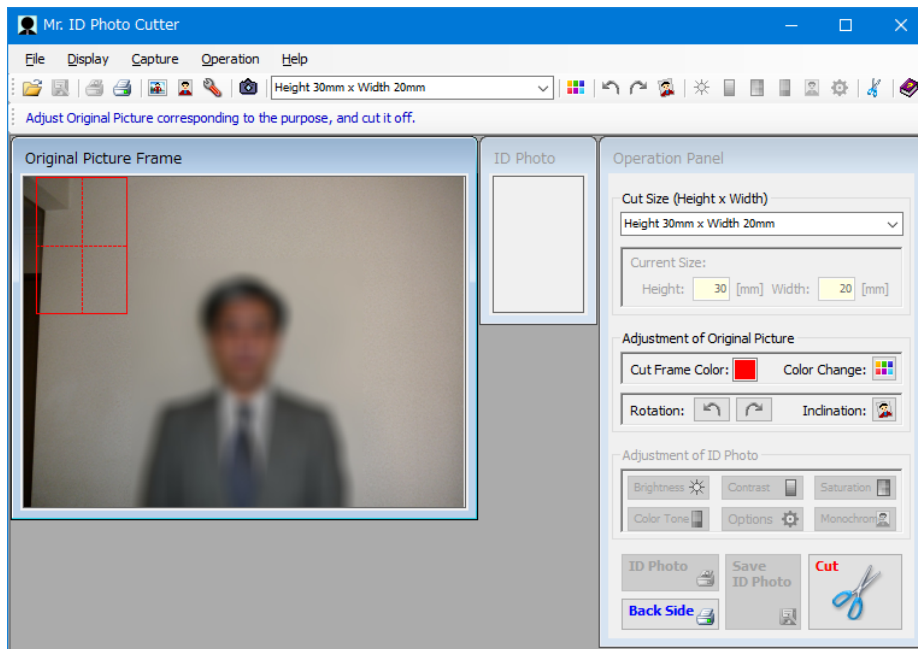 Mr. ID Photo Cutter
File Display Capture Operation Help
Height 30mm x Width 20mm
Adjust Original Picture corresponding to the purpose, and cut it off.
Original Picture Frame
ID Photo
Operation Panel
Cut Size (Height x Width)
Height 30mm x Width 20mm
Current Size:
Height: 30 [mm] Width: 20 [mm]
Adjustment of Original Picture
Cut Frame Color: Color Change:
Rotation: Inclination:
Adjustment of ID Photo
Brightness Contrast Saturation
Color Tone Options Monochrom
ID Photo
Save
ID Photo
Cut
Back Side